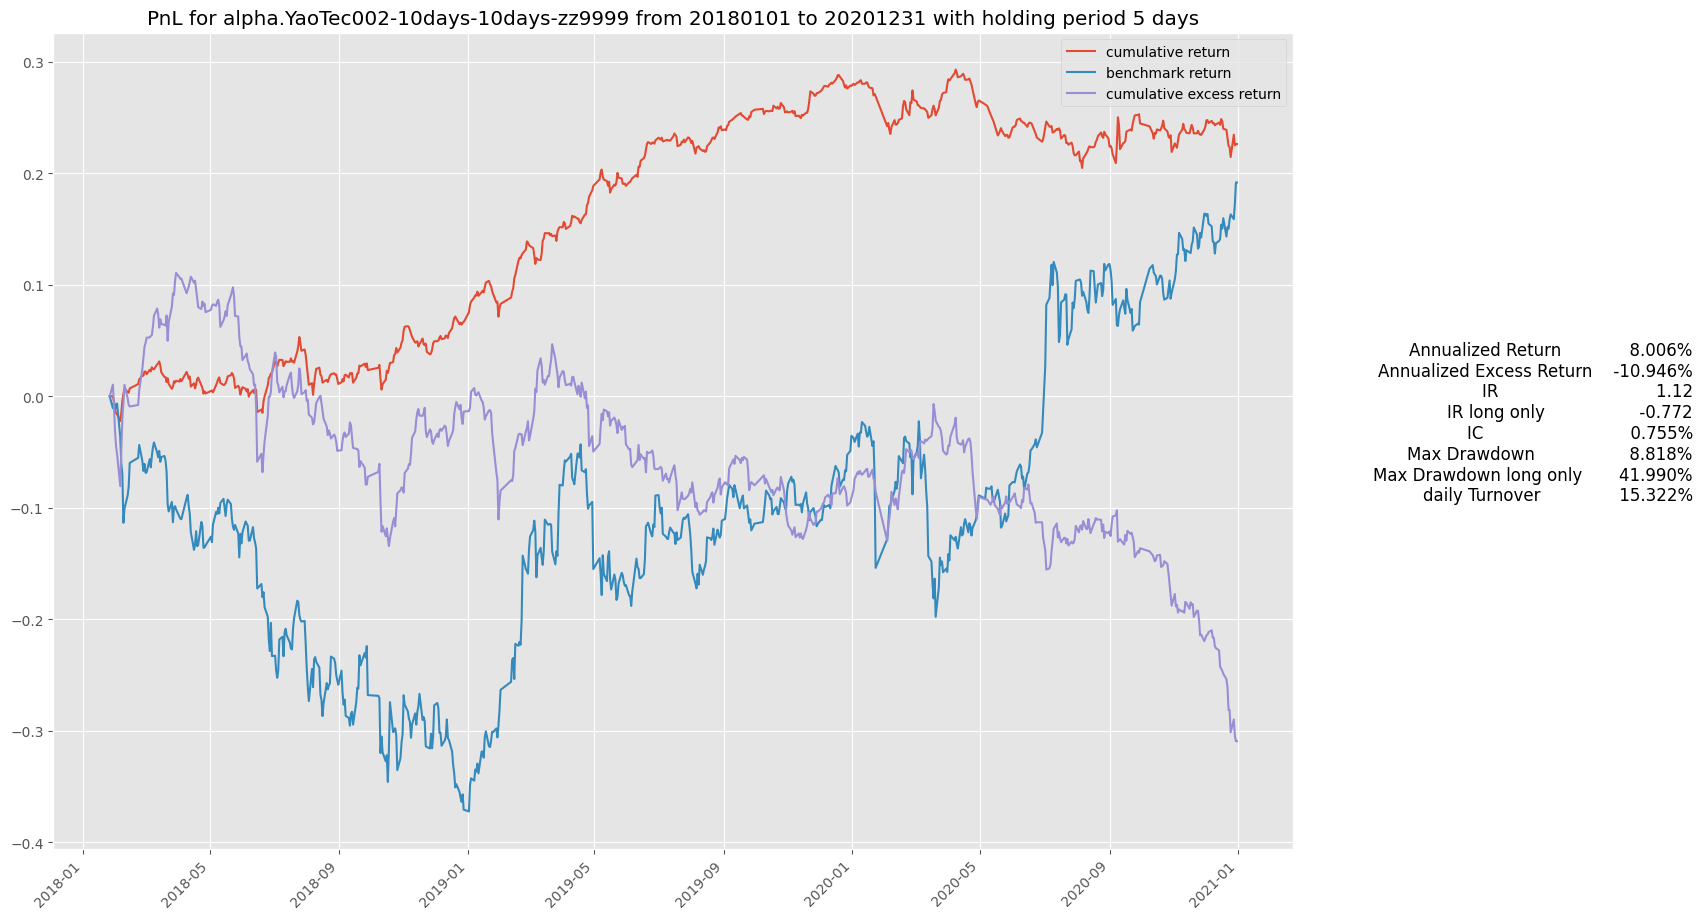 PnL for alpha.YaoTec002-10days-10days-zz9999 from 20180101 to 20201231 with holding period 5 days
cumulative return
benchmark return
cumulative excess return
0.3
0.2
0.1
0.0
−0.1
−0.2
−0.3
−0.4
2018-01
2018-05
2018-09
2019-01
2019-05
2019-09
2020-01
2020-05
2020-09
2021-01
Annualized Return 8.006%
Annualized Excess Return -10.946%
IR 1.12
IR long only -0.772
IC 0.755%
Max Drawdown 8.818%
Max Drawdown long only 41.990%
daily Turnover 15.322%